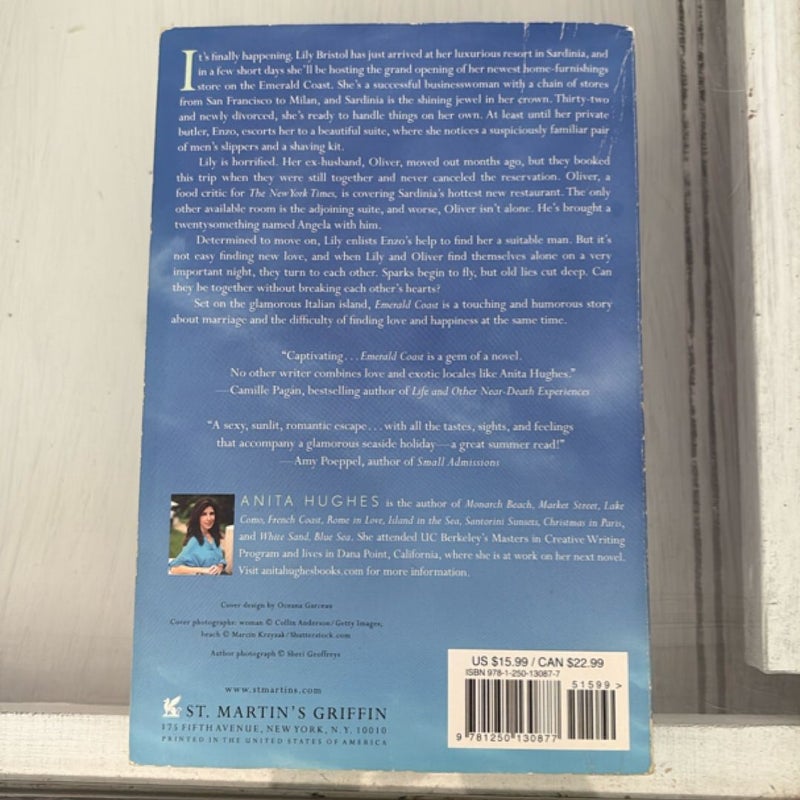 It's finally happening. Lily Bristol has just arrived at her luxurious resort in Sardinia, and
in a few short days she'll be hosting the grand opening of her newest home-furnishings
store on the Emerald Coast. She's a successful businesswoman with a chain of stores
from San Francisco to Milan, and Sardinia is the shining jewel in her crown. Thirty-two
and newly divorced, she's ready to handle things on her own. At least until her private
butler, Enzo, escorts her to a beautiful suite, where she notices a suspiciously familiar pair
of men's slippers and a shaving kit.
Lily is horrified. Her ex-husband, Oliver, moved out months ago, but they booked
this trip when they were still together and never canceled the reservation. Oliver, a
food critic for The New York Times, is covering Sardinia's hottest new restaurant. The only
other available room is the adjoining suite, and worse, Oliver isn't alone. He's brought a
twentysomething named Angela with him.
Determined to move on, Lily enlists Enzo's help to find her a suitable man. But it's
not easy finding new love, and when Lily and Oliver find themselves alone on a very
important night, they turn to each other. Sparks begin to fly, but old lies cut deep. Can
they be together without breaking each other's hearts?
Set on the glamorous Italian island, Emerald Coast is a touching and humorous story
about marriage and the difficulty of finding love and happiness at the same time.
"Captivating... Emerald Coast is a gem of a novel.
No other writer combines love and exotic locales like Anita Hughes."
—Camille Pagán, bestselling author of Life and Other Near-Death Experiences
"A sexy, sunlit, romantic escape... with all the tastes, sights, and feelings
that accompany a glamorous seaside holiday—a great summer read!"
—Amy Poeppel, author of Small Admissions
ANITA HUGHES is the author of Monarch Beach, Market Street, Lake
Como, French Coast, Rome in Love, Island in the Sea, Santorini Sunsets, Christmas in Paris,
and White Sand, Blue Sea. She attended UC Berkeley's Masters in Creative Writing
Program and lives in Dana Point, California, where she is at work on her next novel.
Visit anitahughesbooks.com for more information.
Cover design by Olga Grlic
Cover photographs: woman © Collin Anderson/Getty Images;
beach © Marcin Krzyzak/Shutterstock.com
Author photograph © Sheri Geoffreys
www.stmartins.com
ST. MARTIN'S GRIFFIN
175 FIFTH AVENUE, NEW YORK, N.Y. 10010
PRINTED IN THE UNITED STATES OF AMERICA
US $15.99 / CAN $22.99
ISBN 978-1-250-13087-7
51599>
9 781250 130877